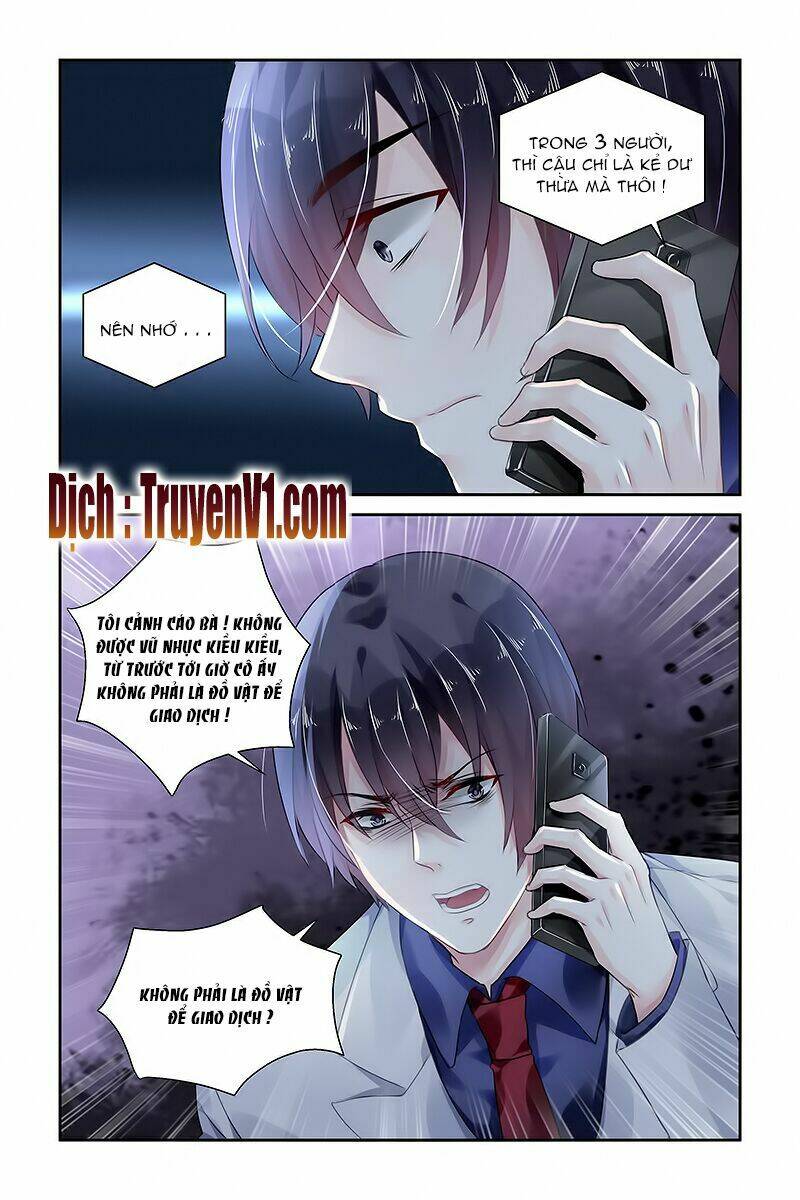 TRONG 3 NGƯỜI,
THÌ CẬU CHỈ LÀ KẺ DƯ
THỪA MÀ THÔI !
NÊN NHỚ . . .
Dịch : TruyenV1.com
TÔI CẢNH CÁO BÀ ! KHÔNG
ĐƯỢC VŨ NHỤC KIỀU KIỀU,
TỪ TRƯỚC TỚI GIỜ CÔ ẤY
KHÔNG PHẢI LÀ ĐỒ VẬT ĐỂ
GIAO DỊCH !
KHÔNG PHẢI LÀ ĐỒ VẬT
ĐỂ GIAO DỊCH ?